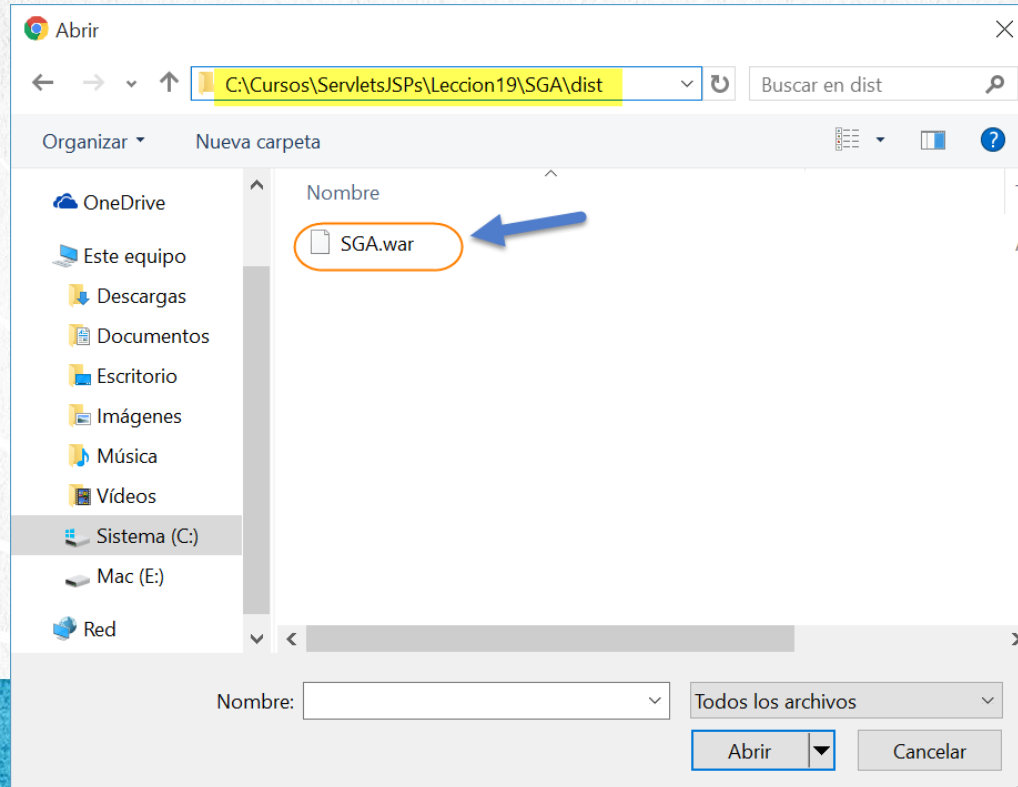 Abrir
C:\Cursos\ServletsJSPs\Leccion19\SGA\dist
Buscar en dist
Organizar
Nueva carpeta
?
Nombre
OneDrive
SGA.war
Este equipo
Descargas
Documentos
Escritorio
Imágenes
Música
Vídeos
Sistema (C:)
Mac (E:)
Red
Nombre:
Todos los archivos
Abrir
Cancelar